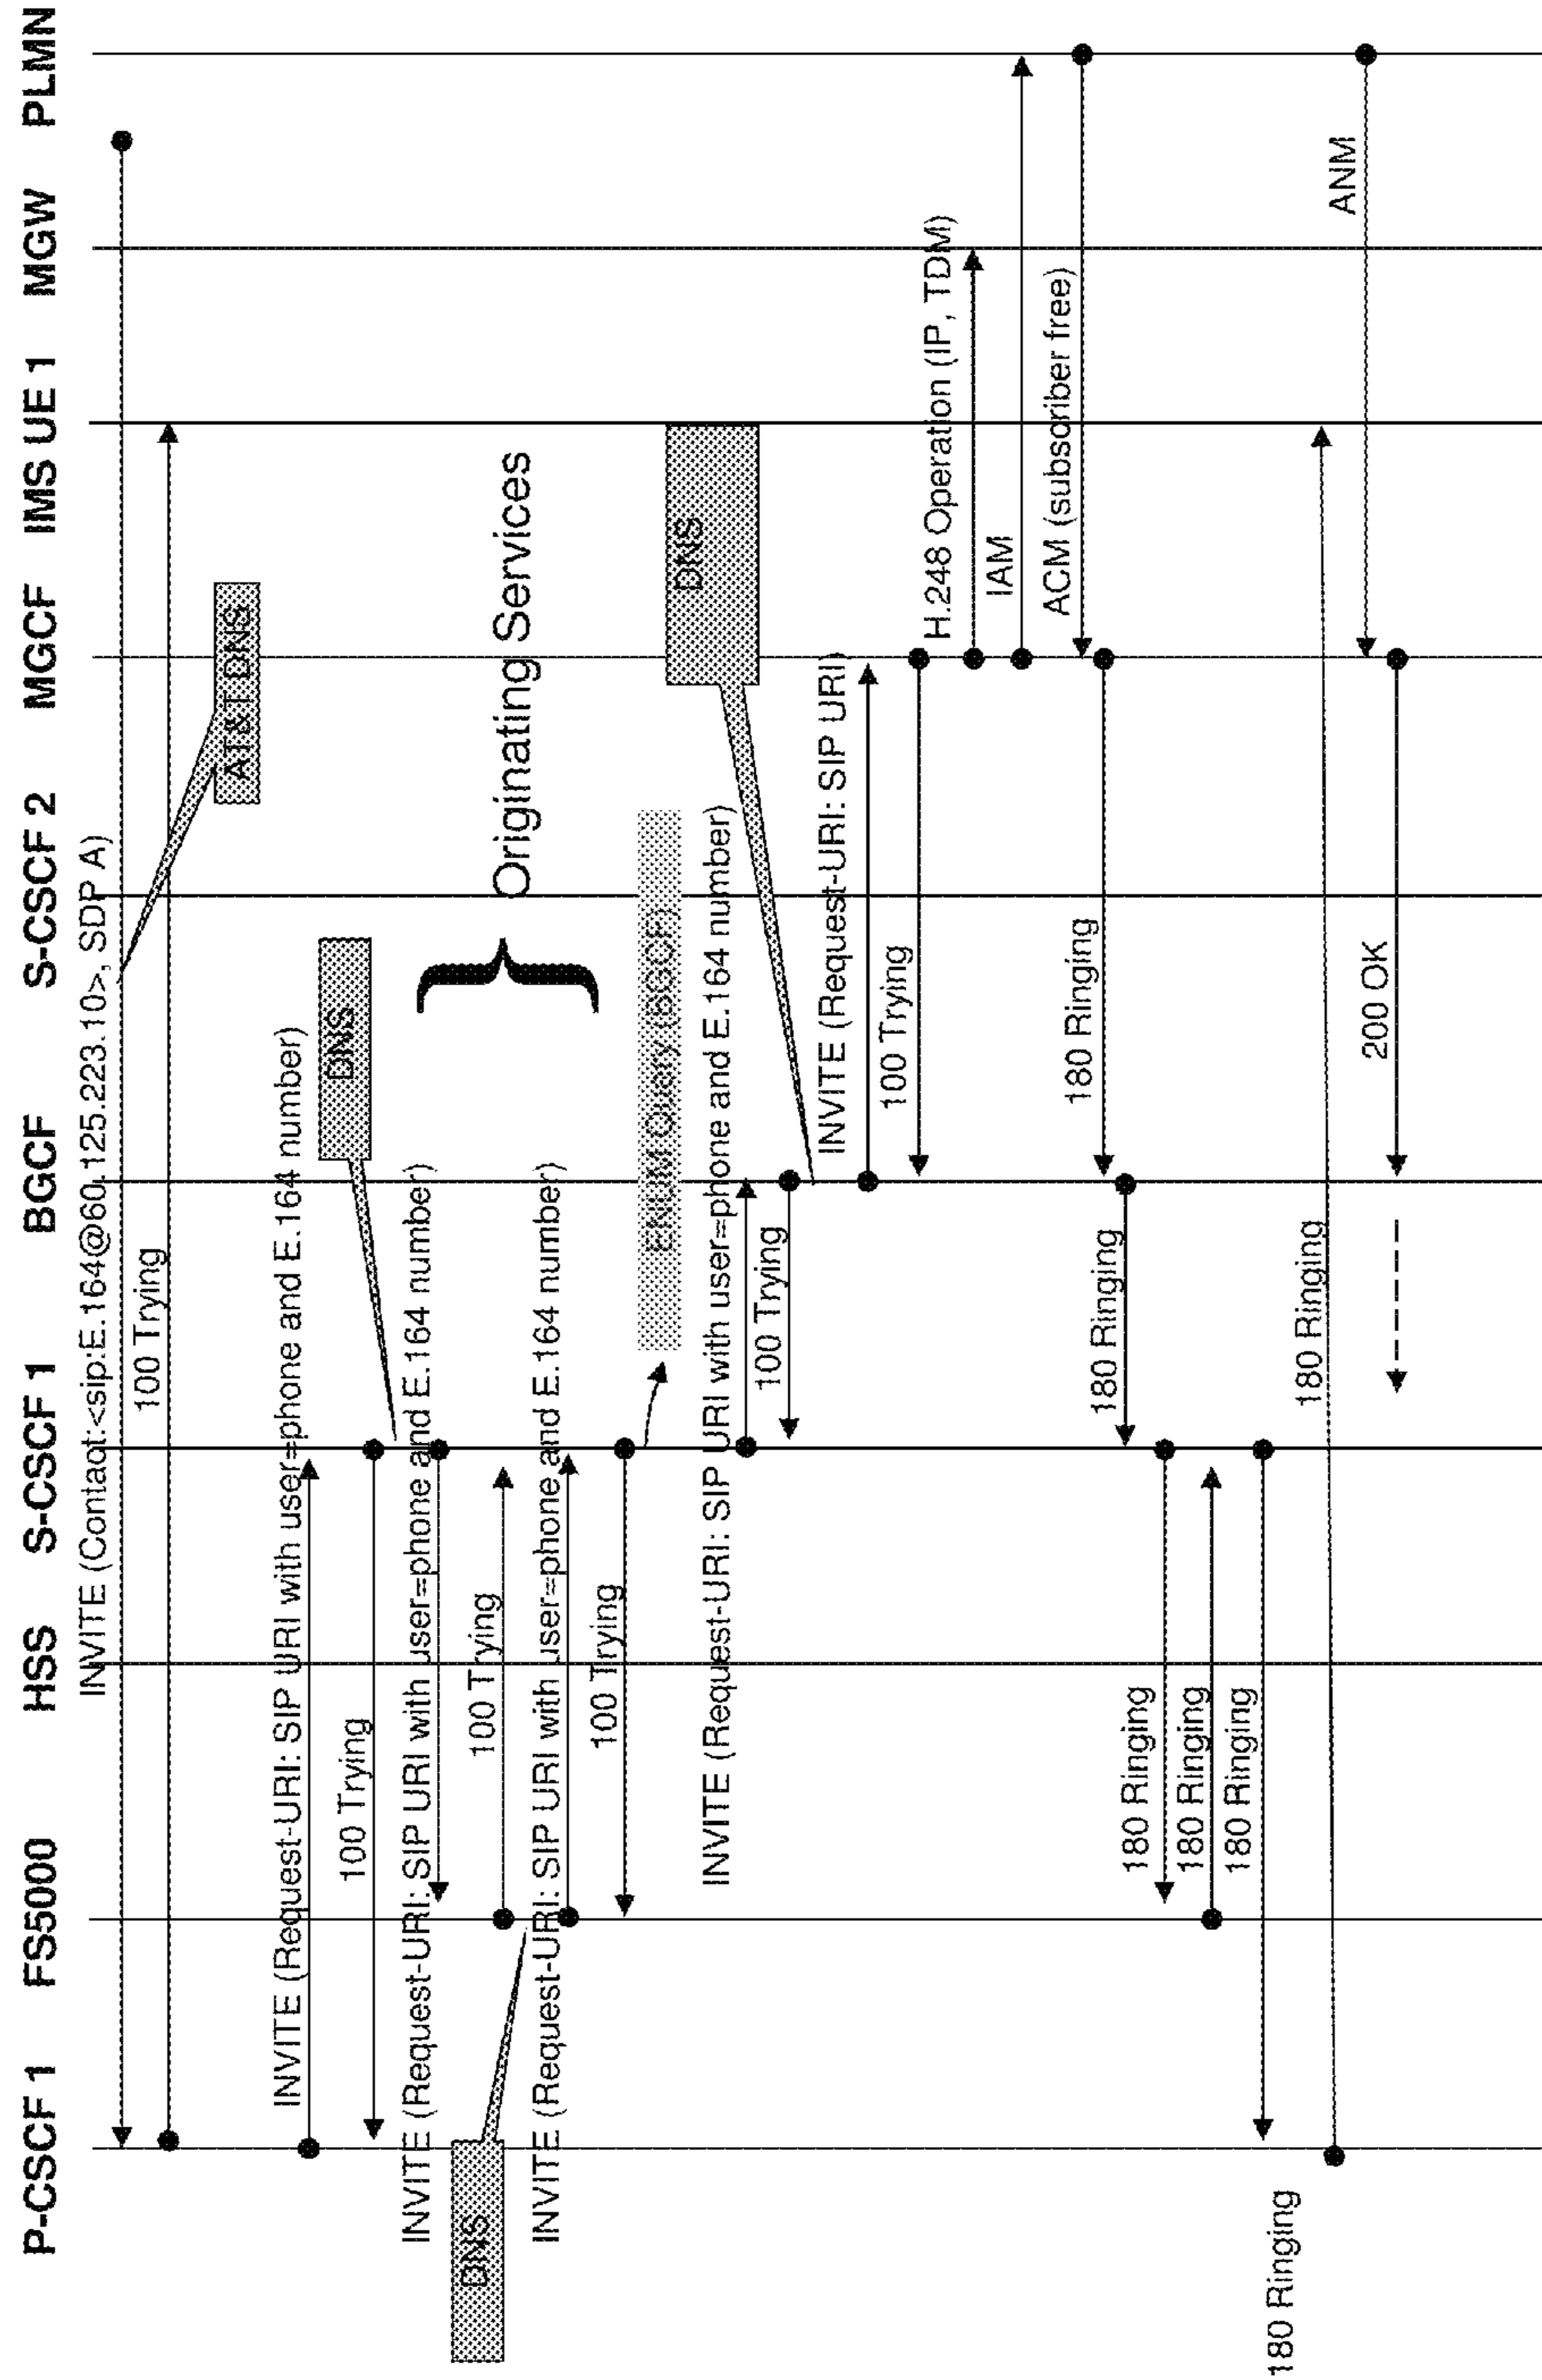 P-CSCF 1 FS5000 HSS S-CSCF 1 BGCF S-CSCF 2 MGCF IMS UE 1 MGW PLMN
INVITE (Contact:<sip:E.164@60.125.223.10>, SDP A)
100 Trying
AT&T DNS
INVITE (Request-URI: SIP URI with user=phone and E.164 number)
DNS
100 Trying
INVITE (Request-URI: SIP URI with user=phone and E.164 number)
DNS
100 Trying
Originating Services
INVITE (Request-URI: SIP URI with user=phone and E.164 number)
100 Trying
ENUM Query (BGCF)
DNS
INVITE (Request-URI: SIP URI with user=phone and E.164 number)
100 Trying
INVITE (Request-URI: SIP URI)
100 Trying
H.248 Operation (IP, TDM)
IAM
ACM (subscriber free)
180 Ringing
180 Ringing
180 Ringing
180 Ringing
180 Ringing
180 Ringing
180 Ringing
ANM
200 OK